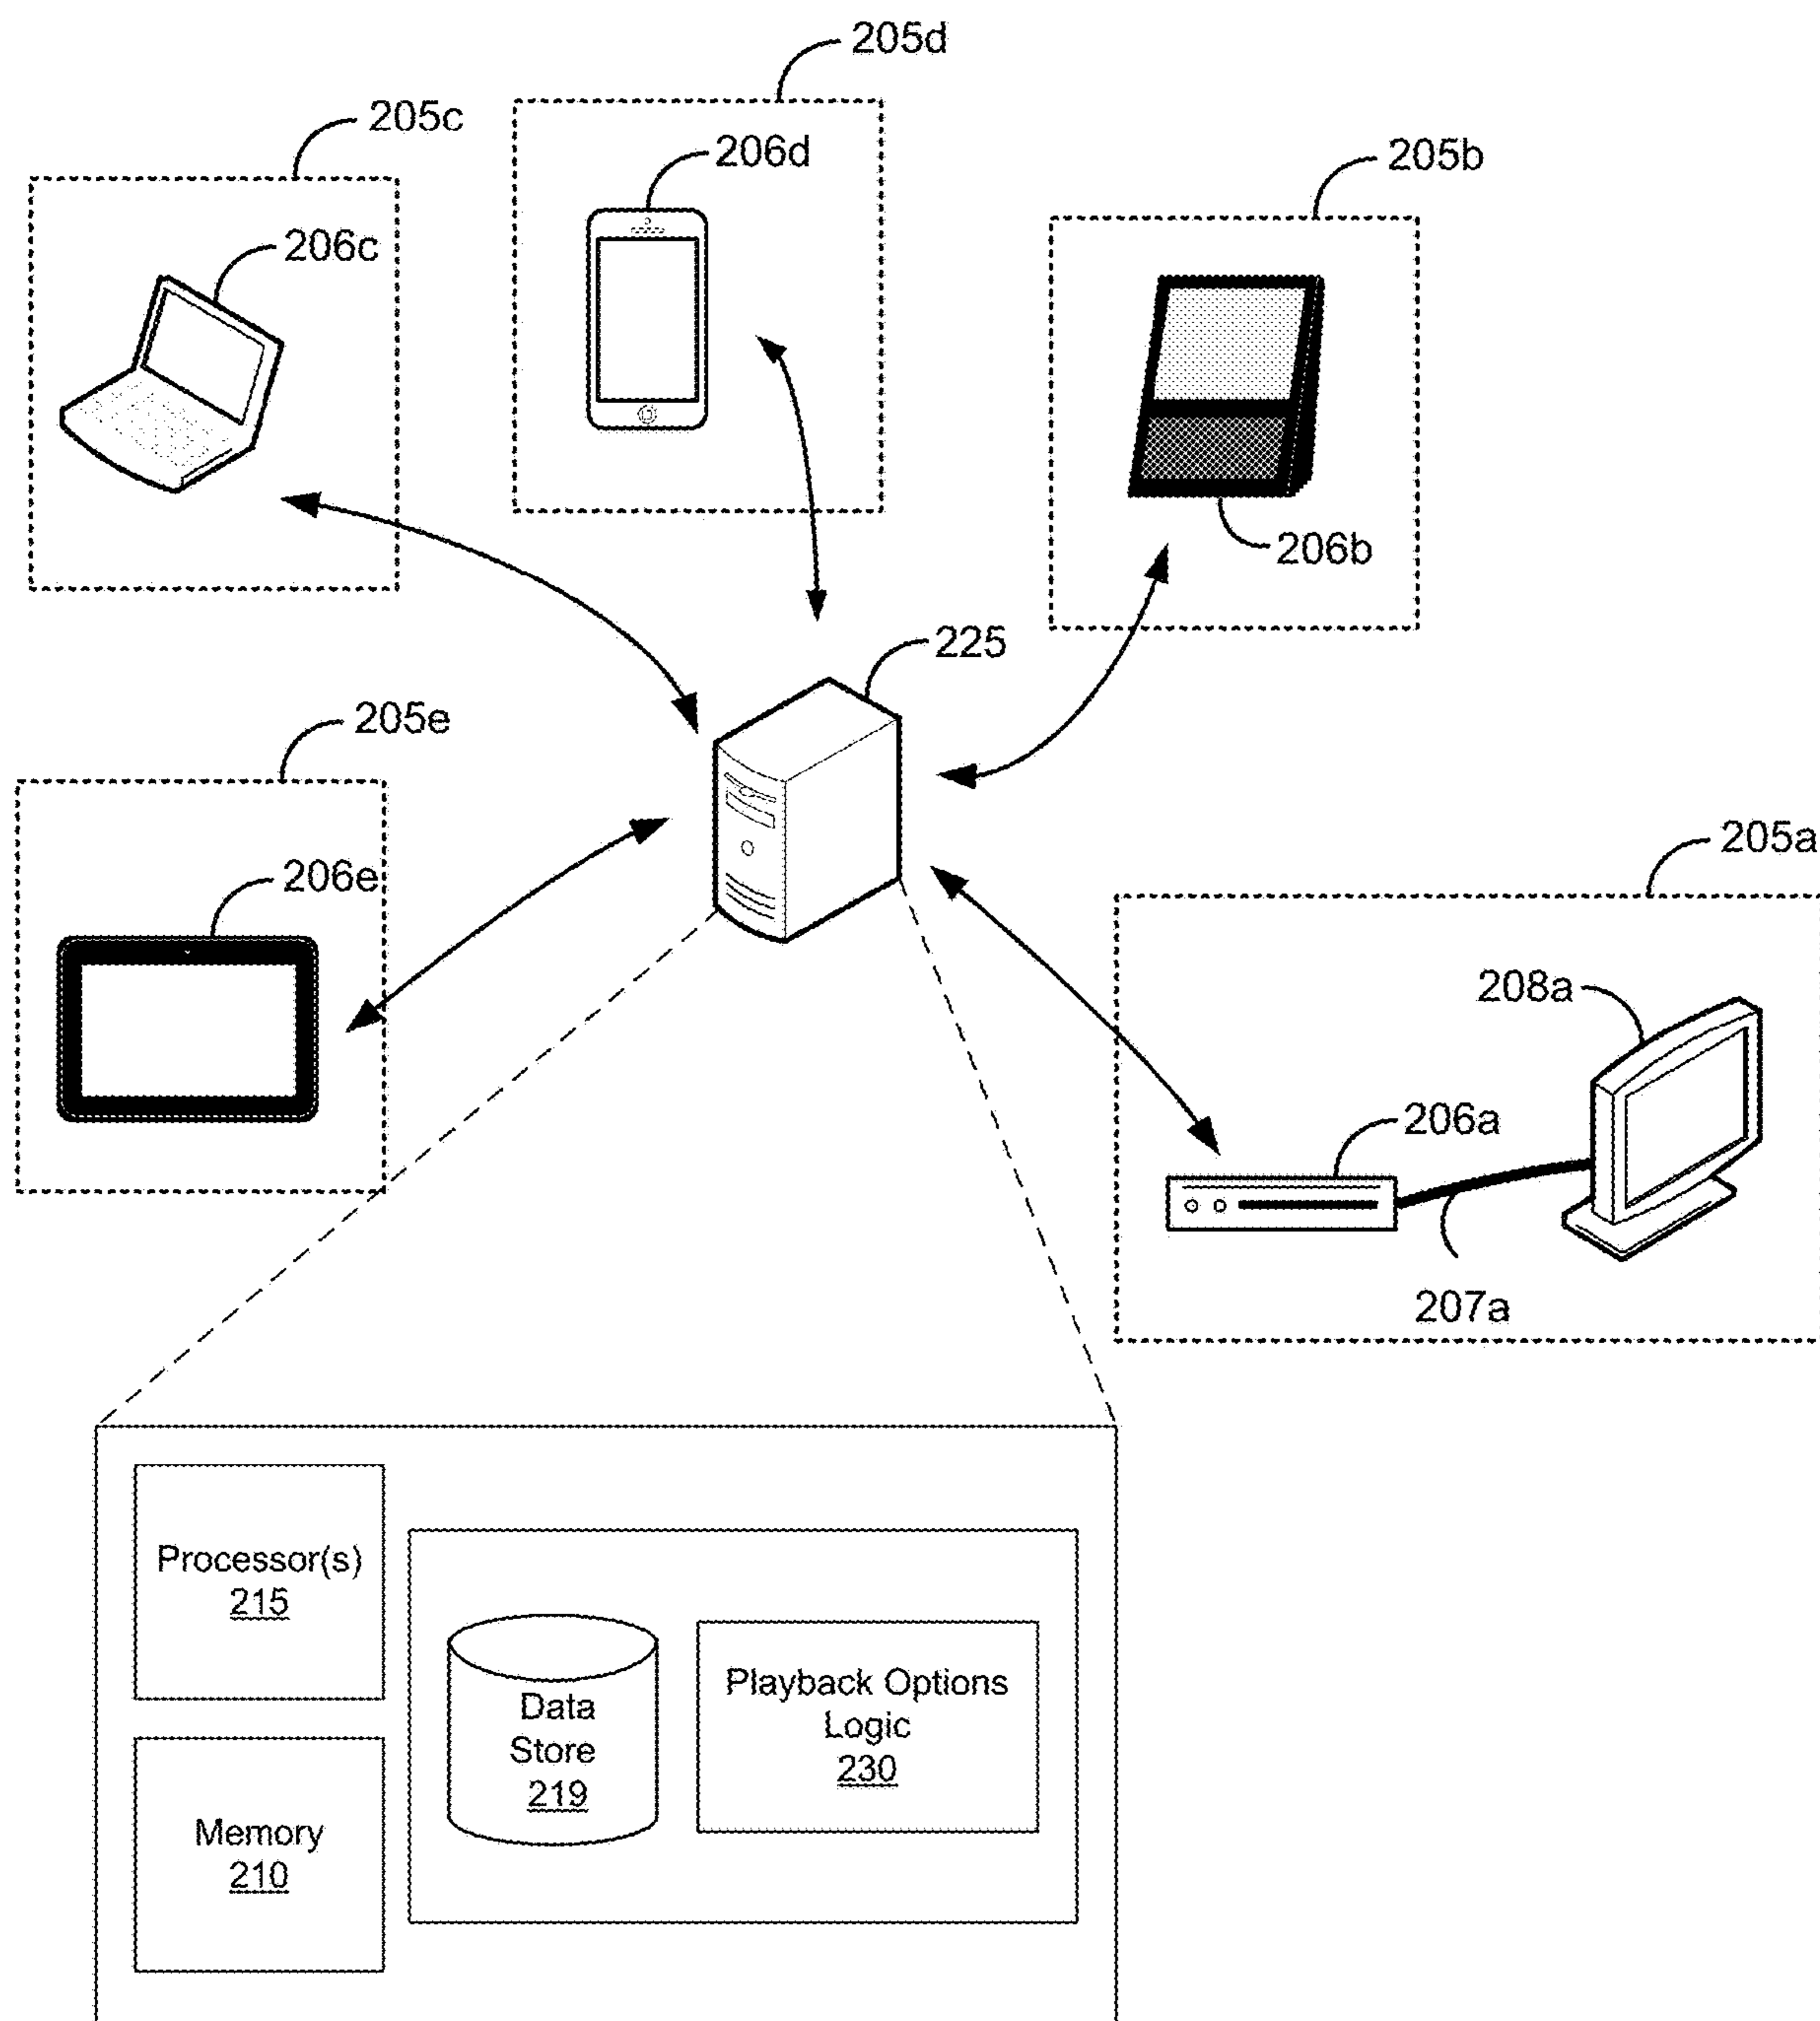 205d
205c
206d
205b
206c
206b
225
205e
205a
206e
208a
206a
207a
Processor(s)
215
Data
Store
219
Playback Options
Logic
230
Memory
210